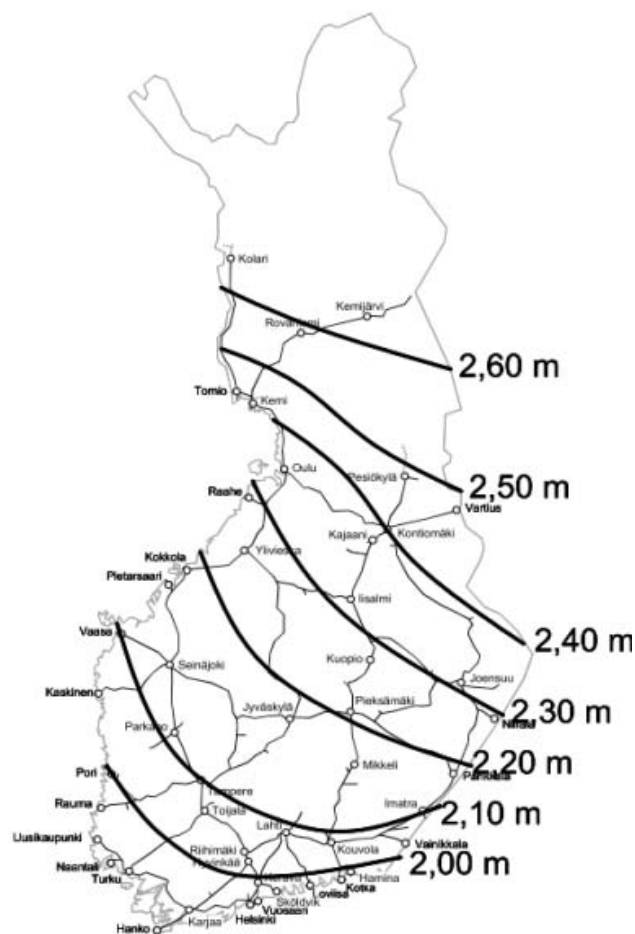 Kolari
Kemijärvi
Rovaniemi
2,60 m
Tornio
Kemi
Oulu
Pesiökylä
2,50 m
Raahe
Vartius
Kajaani
Kontiomäki
Ylivieska
Kokkola
Pietarsaari
Iisalmi
Vaasa
2,40 m
Seinäjoki
Kuopio
Joensuu
Kaskinen
Jyväskylä
Pieksämäki
2,30 m
Niirala
Parkano
2,20 m
Pori
Mikkeli
Parikkala
Tampere
Rauma
Toijala
Imatra
2,10 m
Lahti
Uusikaupunki
Riihimäki
Kouvola
Vainikkala
Hyvinkää
2,00 m
Naantali
Turku
Kerava
Hamina
Kotka
Loviisa
Sköldvik
Vuosaari
Helsinki
Karjaa
Hanko